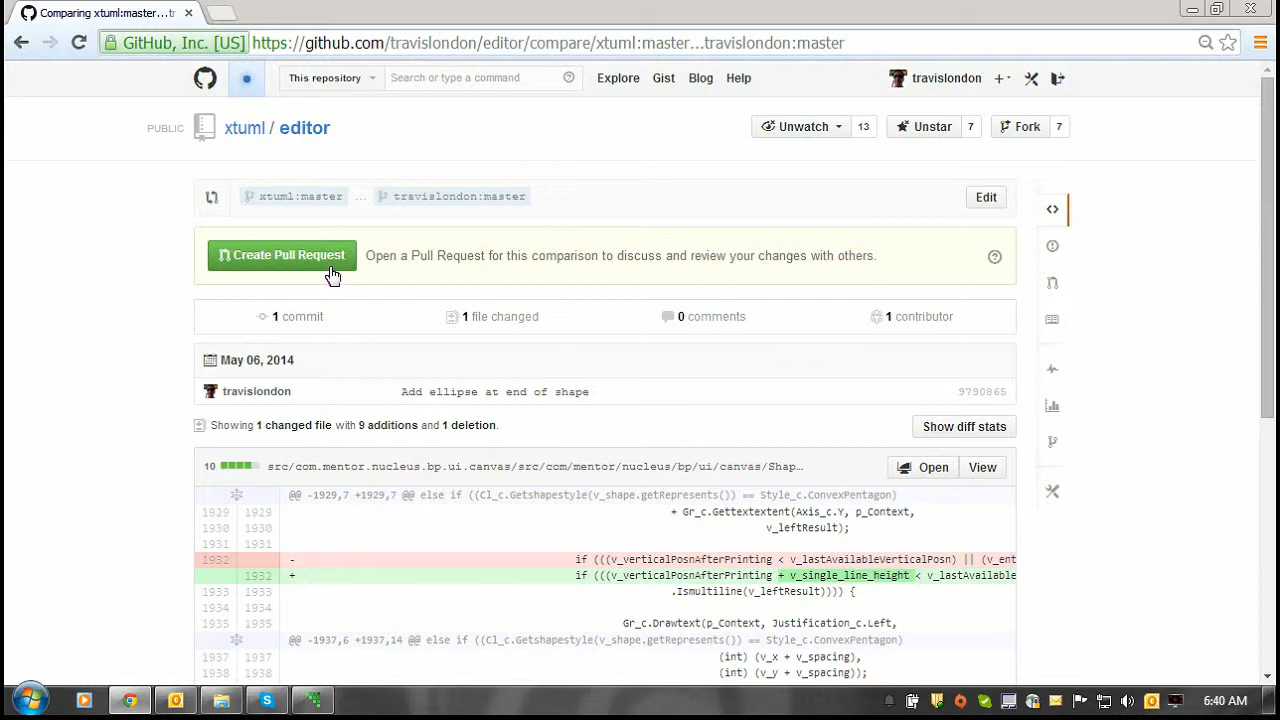 Comparing xtuml:master...tr
GitHub, Inc. [US] https://github.com/travislondon/editor/compare/xtuml:master...travislondon:master
This repository Search or type a command Explore Gist Blog Help travislondon
PUBLIC xtuml / editor Unwatch 13 Unstar 7 Fork 7
xtuml:master ... travislondon:master Edit
Create Pull Request Open a Pull Request for this comparison to discuss and review your changes with others.
1 commit 1 file changed 0 comments 1 contributor
May 06, 2014
travislondon Add ellipse at end of shape 9790865
Showing 1 changed file with 9 additions and 1 deletion. Show diff stats
10 src/com.mentor.nucleus.bp.ui.canvas/src/com/mentor/nucleus/bp/ui/canvas/Shap... Open View
@@ -1929,7 +1929,7 @@ else if ((Cl_c.Getshapestyle(v_shape.getRepresents()) == Style_c.ConvexPentagon)
1929 1929 + Gr_c.Gettextextent(Axis_c.Y, p_Context,
1930 1930 v_leftResult);
1931 1931
1932 - if (((v_verticalPosnAfterPrinting < v_lastAvailableVerticalPosn) || (v_ent
1932 + if (((v_verticalPosnAfterPrinting + v_single_line_height < v_lastAvailable
1933 1933 .Ismultiline(v_leftResult)))) {
1934 1934
1935 1935 Gr_c.Drawtext(p_Context, Justification_c.Left,
@@ -1937,6 +1937,14 @@ else if ((Cl_c.Getshapestyle(v_shape.getRepresents()) == Style_c.ConvexPentagon)
1937 1937 (int) (v_x + v_spacing),
1938 1938 (int) (v_y + v_spacing));
6:40 AM